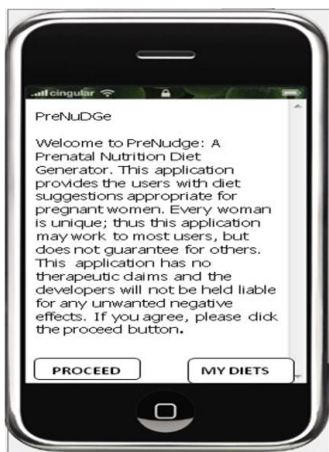 cingular
PreNuDGe
Welcome to PreNudge: A
Prenatal Nutrition Diet
Generator. This application
provides the users with diet
suggestions appropriate for
pregnant women. Every woman
is unique; thus this application
may work to most users, but
does not guarantee for others.
This application has no
therapeutic claims and the
developers will not be held liable
for any unwanted negative
effects. If you agree, please click
the proceed button.
PROCEED MY DIETS